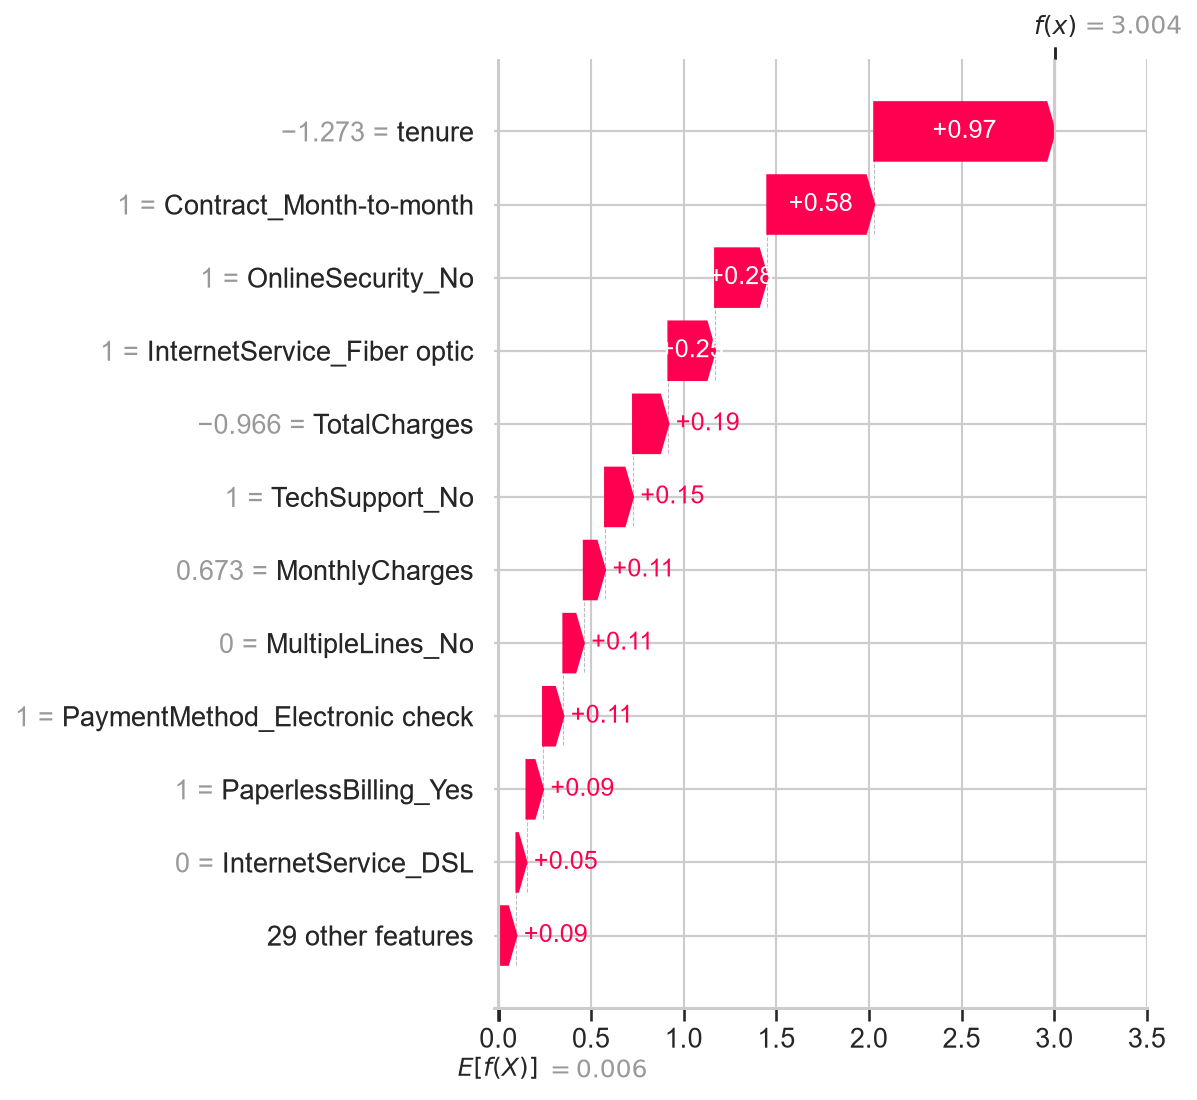 f(x) = 3.004
−1.273 = tenure
+0.97
1 = Contract_Month-to-month
+0.58
1 = OnlineSecurity_No
+0.28
1 = InternetService_Fiber optic
+0.25
−0.966 = TotalCharges
+0.19
1 = TechSupport_No
+0.15
0.673 = MonthlyCharges
+0.11
0 = MultipleLines_No
+0.11
1 = PaymentMethod_Electronic check
+0.11
1 = PaperlessBilling_Yes
+0.09
0 = InternetService_DSL
+0.05
29 other features
+0.09
0.0 0.5 1.0 1.5 2.0 2.5 3.0 3.5
E[f(X)] = 0.006